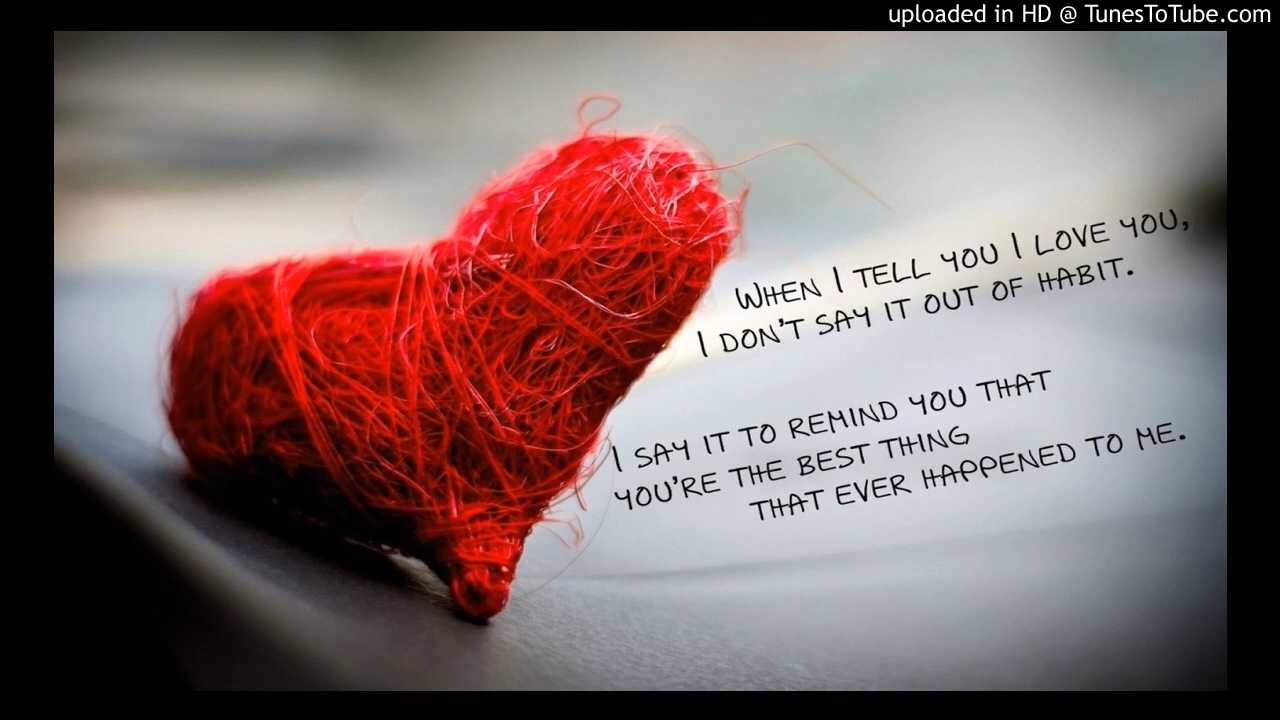 uploaded in HD @ TunesToTube.com
When I tell you I love you,
I don't say it out of habit.
I say it to remind you that
you're the best thing
that ever happened to me.